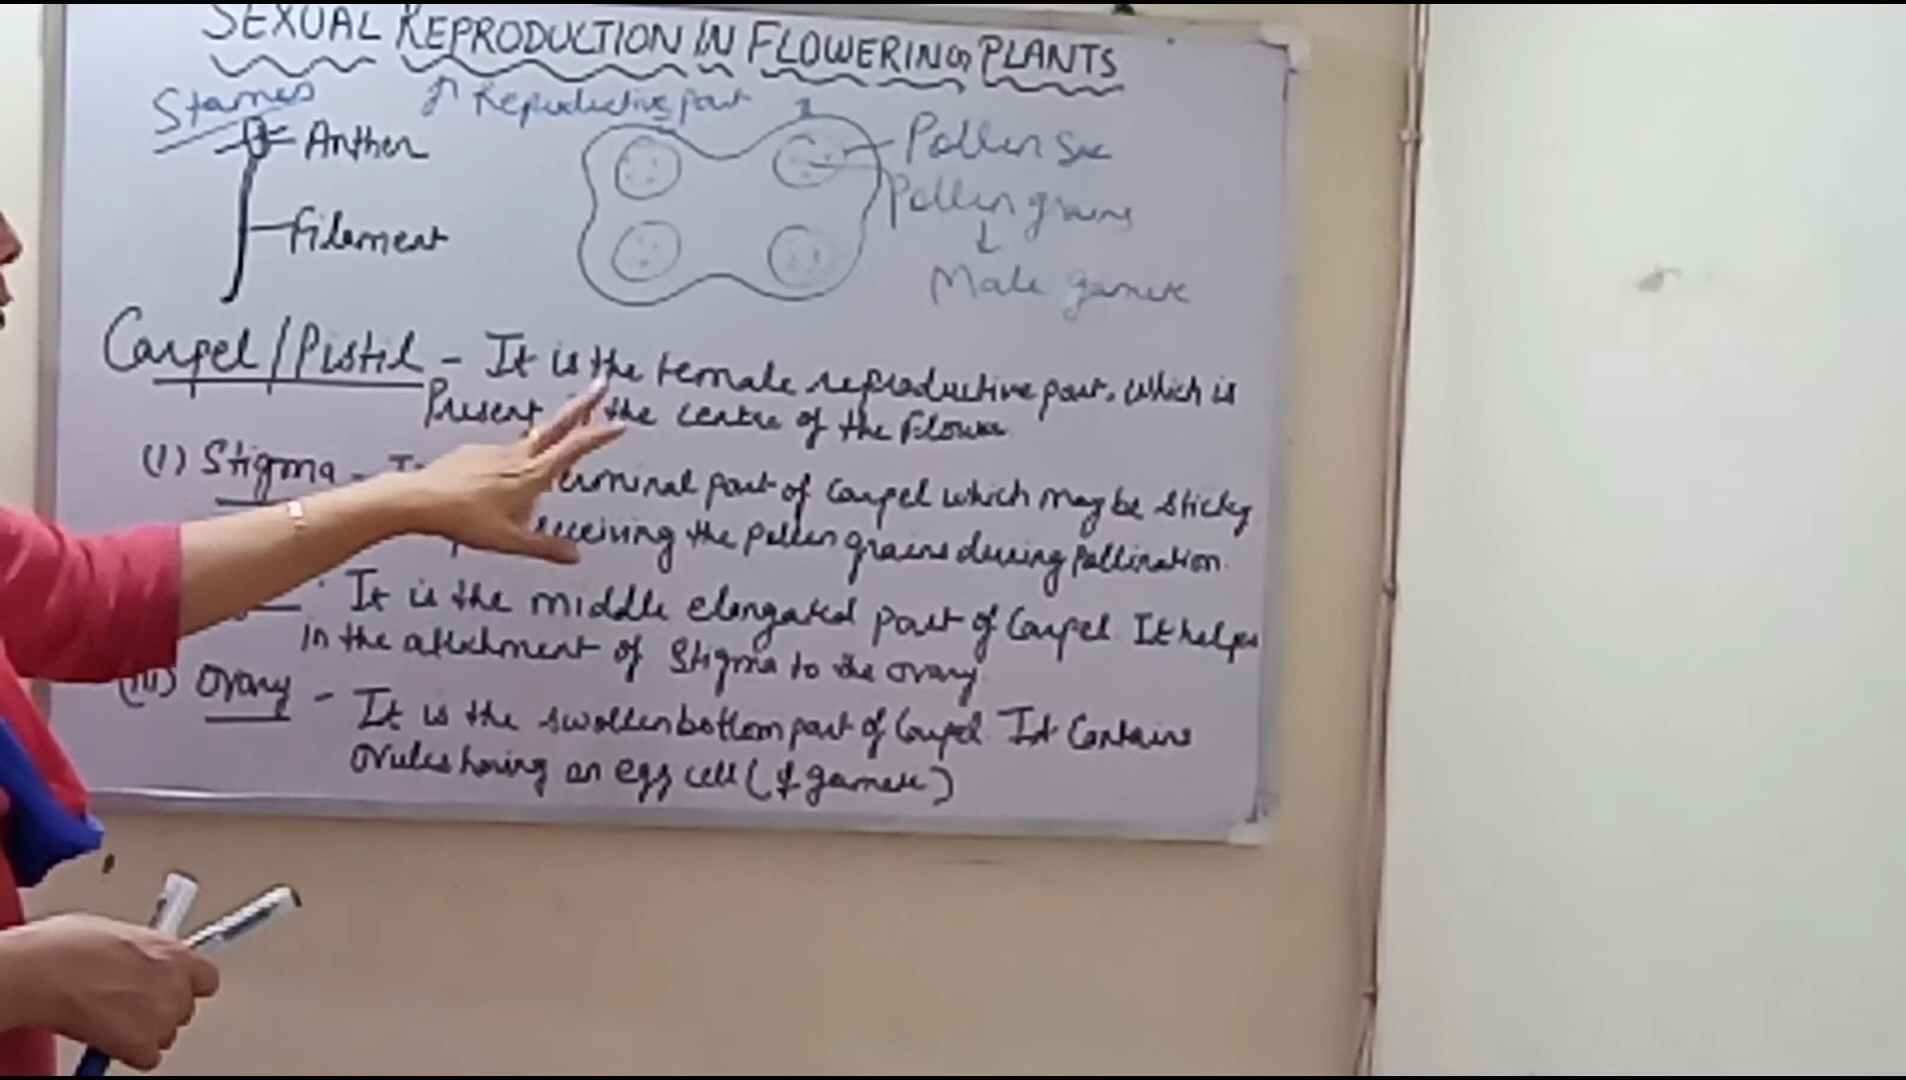 SEXUAL REPRODUCTION IN FLOWERING PLANTS
Stames
♂ Reproductive part
Anther
Filament
Pollen Sac
Pollen grains
↓
Male gamete
Carpel/Pistil - It is the female reproductive part, which is
Present the centre of the Flower
(I) Stigma - terminal part of Carpel which may be sticky
receiving the pollen grains during pollination.
It is the middle elongated part of Carpel. It helps
in the attachment of Stigma to the ovary.
(III) Ovary - It is the swollen bottom part of Carpel. It Contains
ovules having an egg cell (♀ gamete)